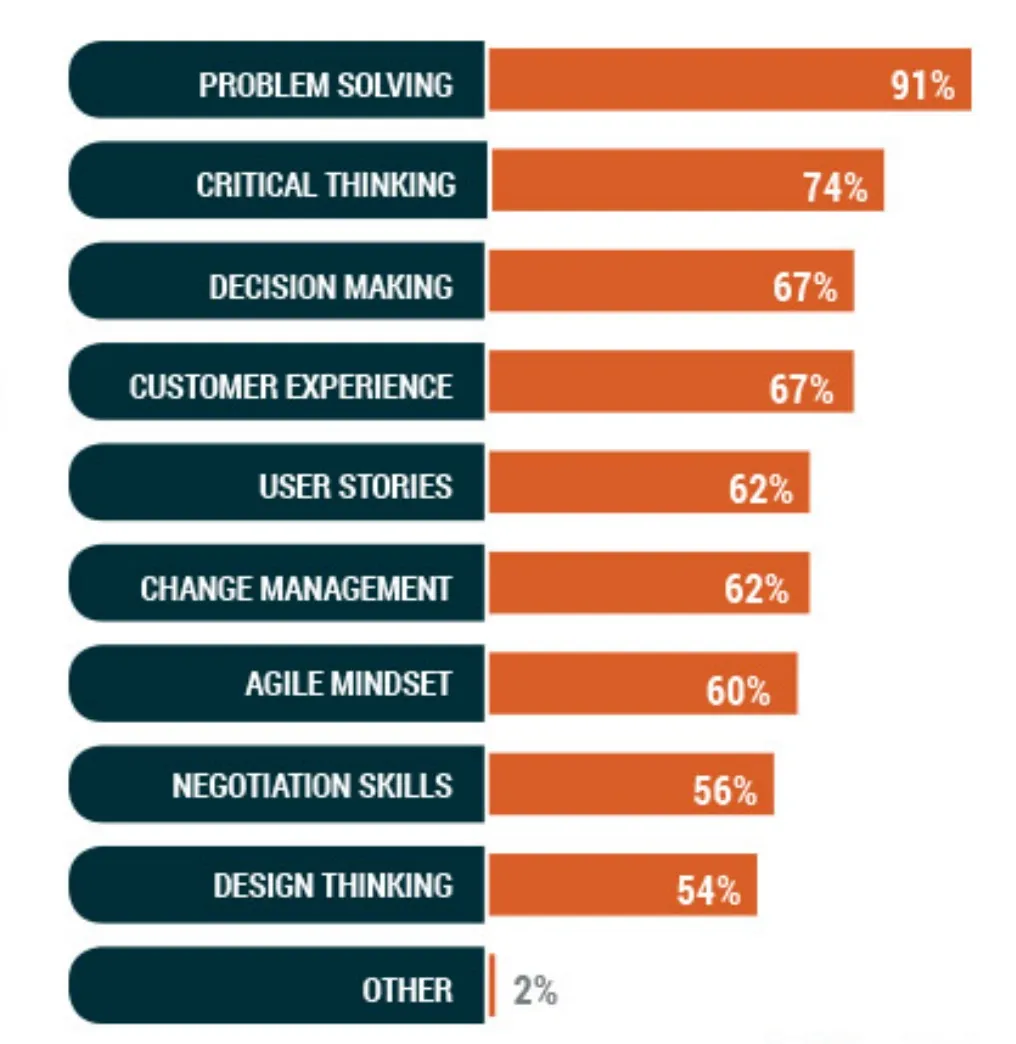 PROBLEM SOLVING 91%
CRITICAL THINKING 74%
DECISION MAKING 67%
CUSTOMER EXPERIENCE 67%
USER STORIES 62%
CHANGE MANAGEMENT 62%
AGILE MINDSET 60%
NEGOTIATION SKILLS 56%
DESIGN THINKING 54%
OTHER 2%